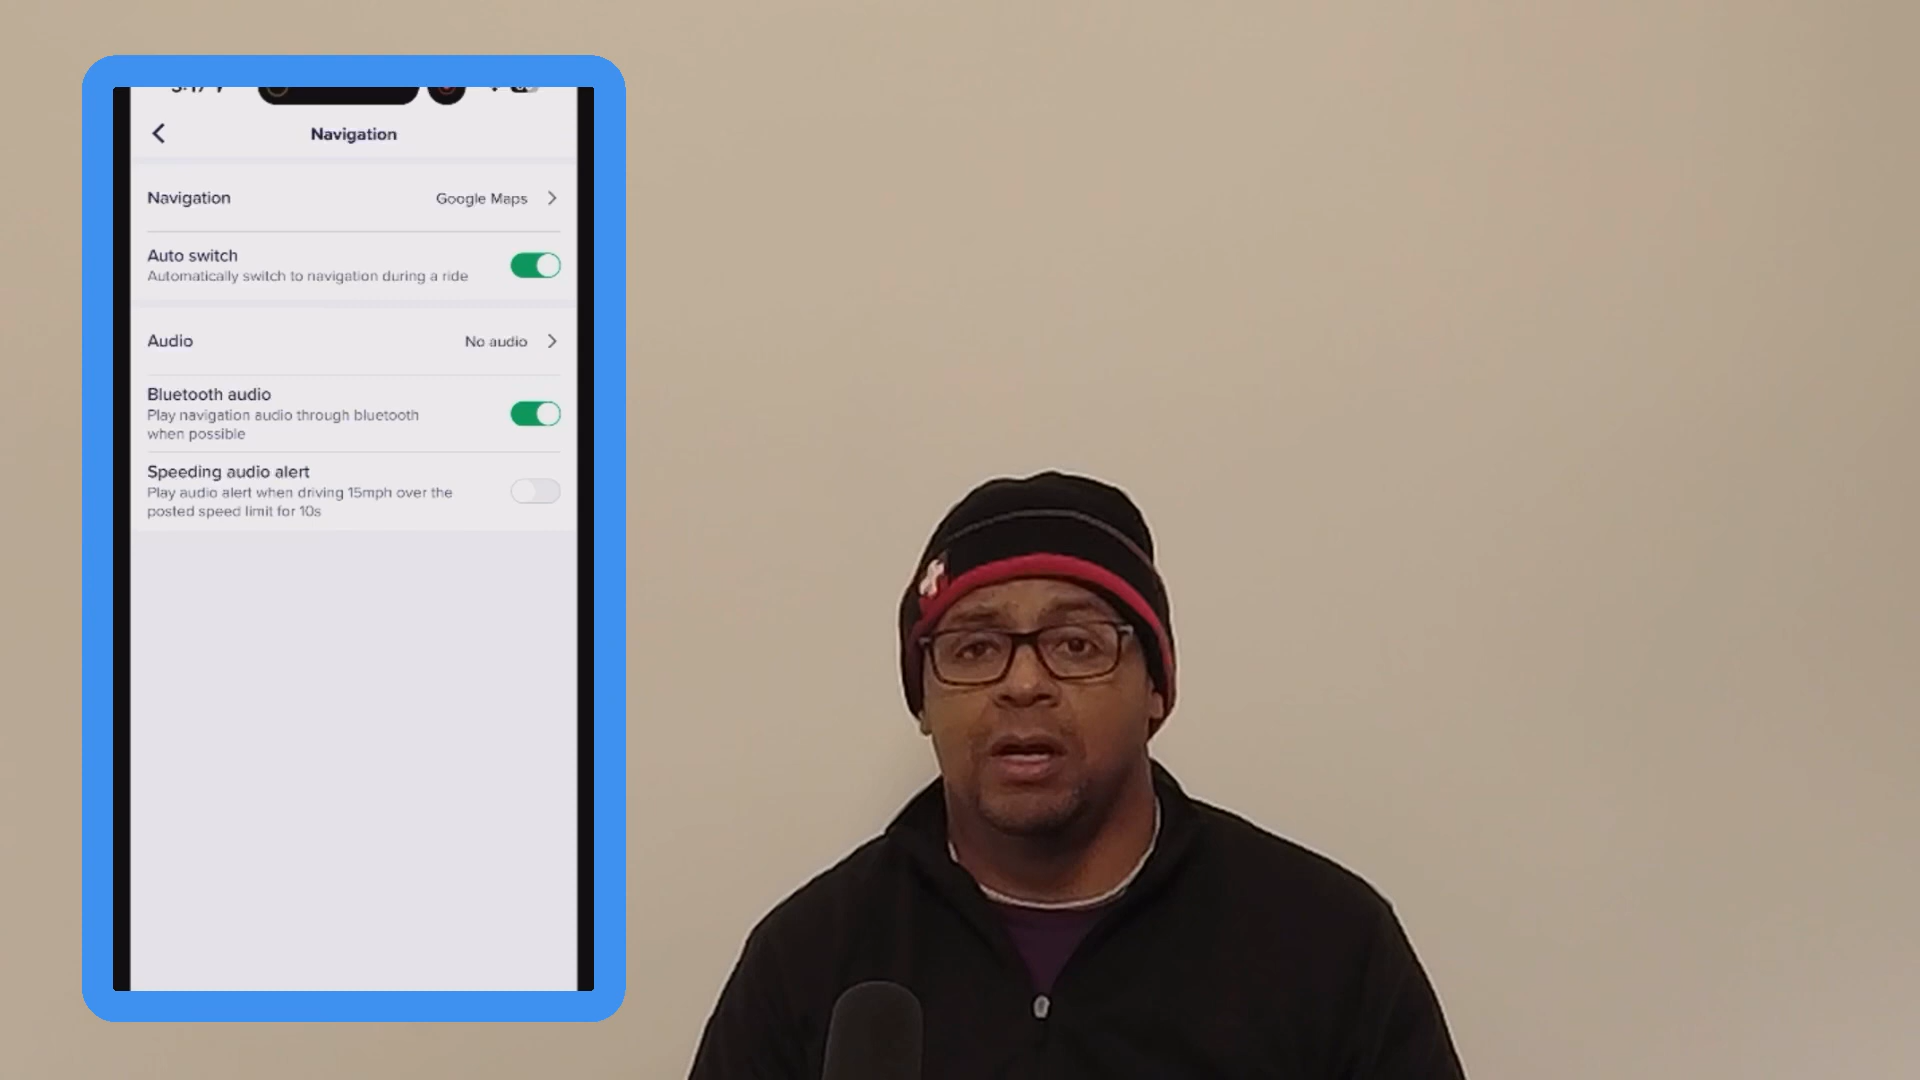 Navigation
Navigation Google Maps
Auto switch
Automatically switch to navigation during a ride
Audio No audio
Bluetooth audio
Play navigation audio through bluetooth
when possible
Speeding audio alert
Play audio alert when driving 15mph over the
posted speed limit for 10s